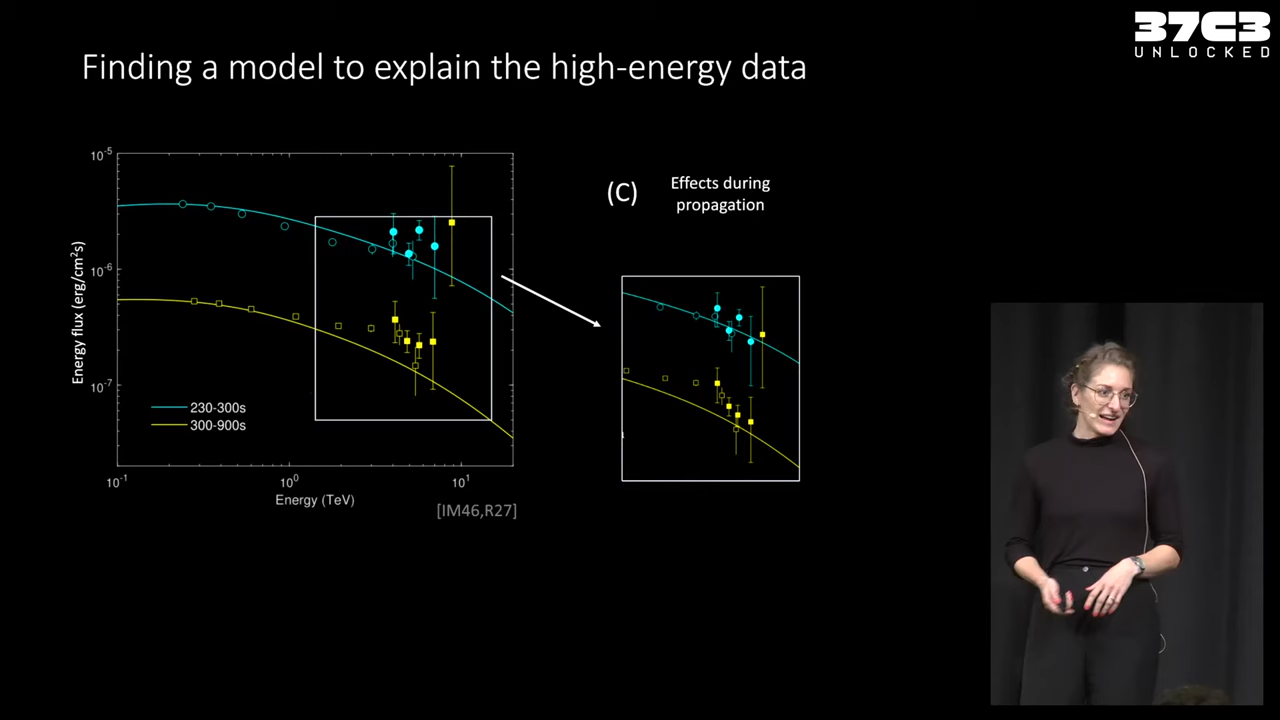 37C3
UNLOCKED
Finding a model to explain the high-energy data
10⁻⁵
10⁻⁶
10⁻⁷
Energy flux (erg/cm²s)
230-300s
300-900s
10⁻¹
10⁰
10¹
Energy (TeV)
[IM46,R27]
(C)
Effects during
propagation